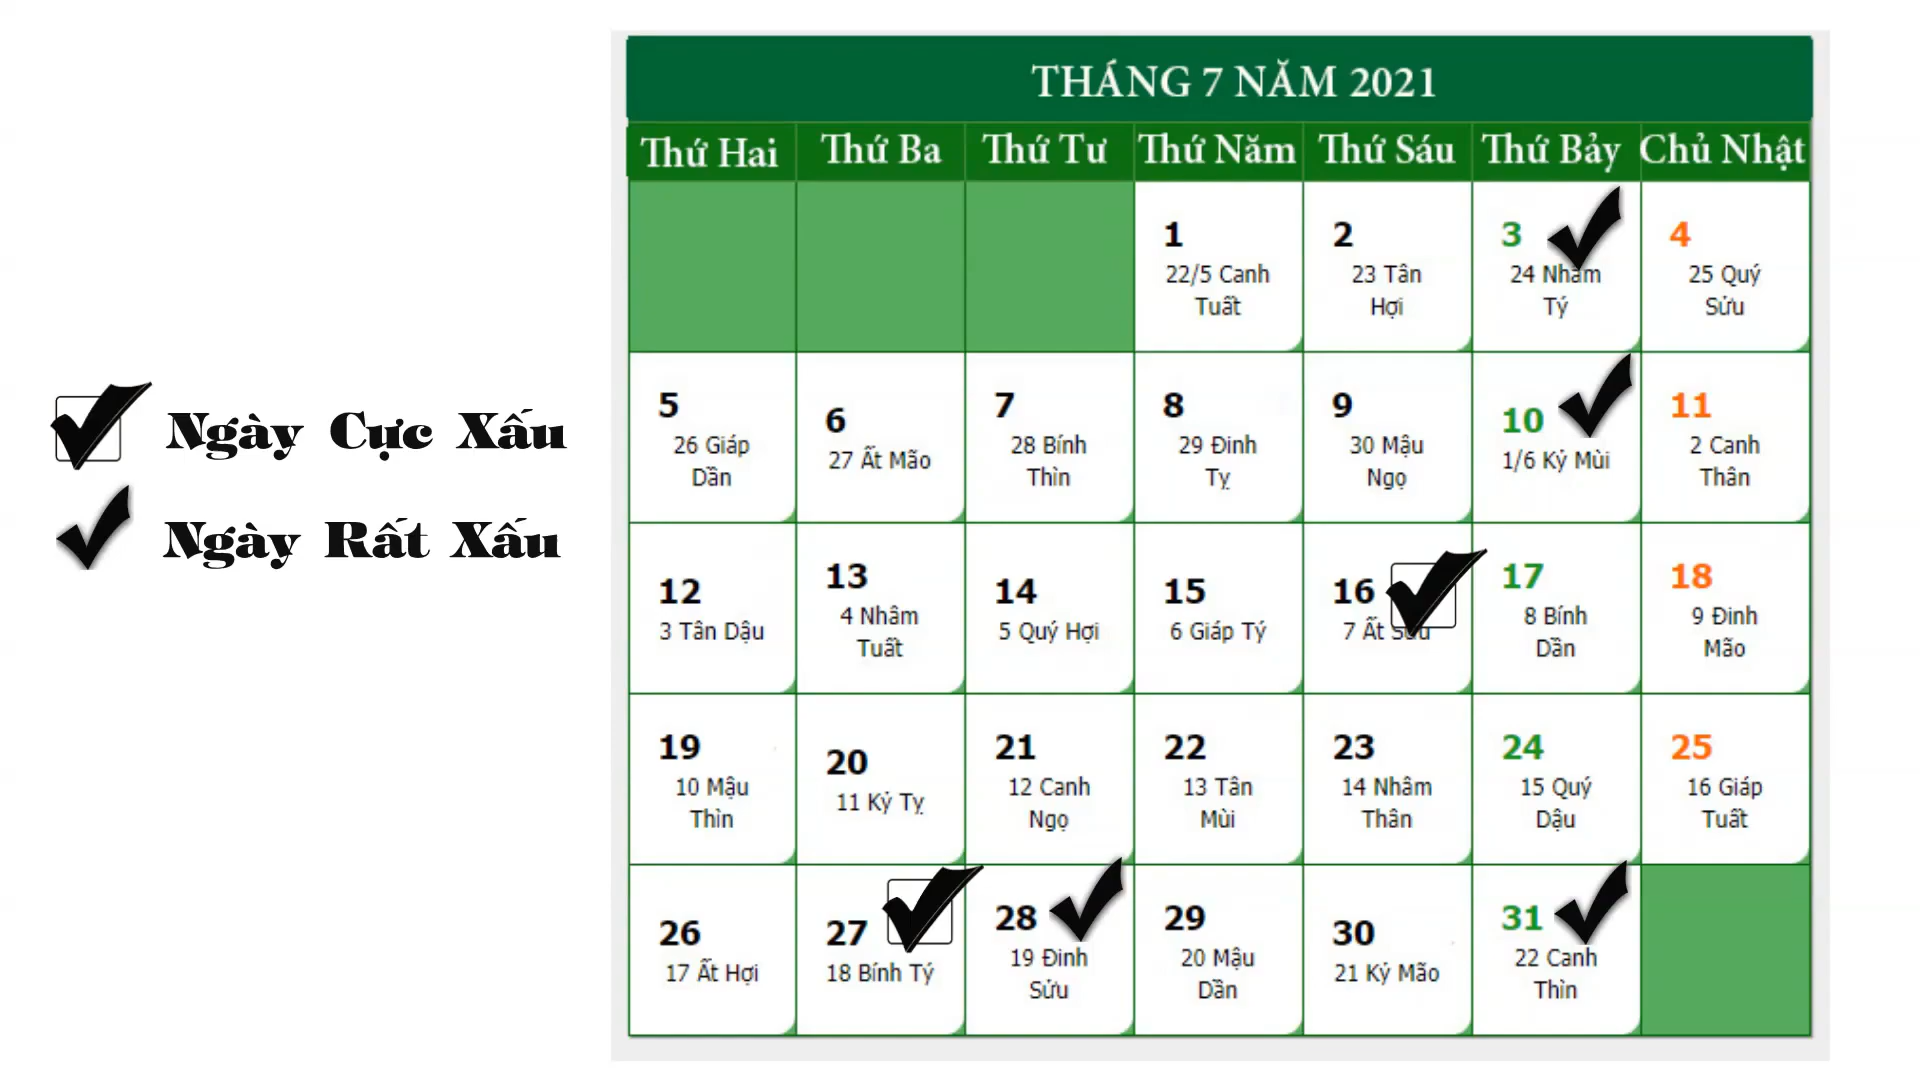 Ngày Cực Xấu
Ngày Rất Xấu
THÁNG 7 NĂM 2021
Thứ Hai Thứ Ba Thứ Tư Thứ Năm Thứ Sáu Thứ Bảy Chủ Nhật
1 2 3 4
22/5 Canh Tuất 23 Tân Hợi 24 Nhâm Tý 25 Quý Sửu
5 6 7 8 9 10 11
26 Giáp Dần 27 Ất Mão 28 Bính Thìn 29 Đinh Tỵ 30 Mậu Ngọ 1/6 Kỷ Mùi 2 Canh Thân
12 13 14 15 16 17 18
3 Tân Dậu 4 Nhâm Tuất 5 Quý Hợi 6 Giáp Tý 7 Ất Sửu 8 Bính Dần 9 Đinh Mão
19 20 21 22 23 24 25
10 Mậu Thìn 11 Kỷ Tỵ 12 Canh Ngọ 13 Tân Mùi 14 Nhâm Thân 15 Quý Dậu 16 Giáp Tuất
26 27 28 29 30 31
17 Ất Hợi 18 Bính Tý 19 Đinh Sửu 20 Mậu Dần 21 Kỷ Mão 22 Canh Thìn